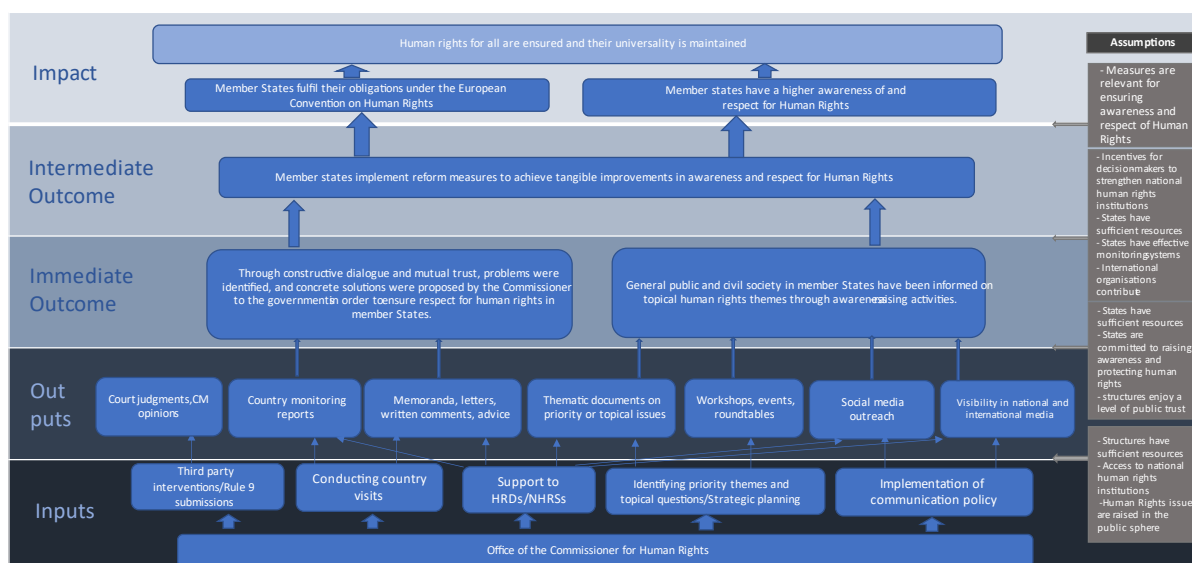 Impact
Human rights for all are ensured and their universality is maintained
Member States fulfil their obligations under the European
Convention on Human Rights
Member states have a higher awareness of and
respect for Human Rights
Intermediate
Outcome
Member states implement reform measures to achieve tangible improvements in awareness and respect for Human Rights
Immediate
Outcome
Through constructive dialogue and mutual trust, problems were
identified, and concrete solutions were proposed by the Commissioner
to the governmentsin order toensure respect for human rights in
member States.
General public and civil society in member States have been informed on
topical human rights themes through awarenessraising activities.
Out
puts
Court judgments,CM
opinions
Country monitoring
reports
Memoranda, letters,
written comments, advice
Thematic documents on
priority or topical issues
Workshops, events,
roundtables
Social media
outreach
Visibility in national and
international media
Inputs
Third party
interventions/Rule 9
submissions
Conducting country
visits
Support to
HRDs/NHRSs
Identifying priority themes and
topical questions/Strategic planning
Implementation of
communication policy
Office of the Commissioner for Human Rights
Assumptions
- Measures are
relevant for
ensuring
awareness and
respect of Human
Rights
- Incentives for
decisionmakers to
strengthen national
human rights
institutions
- States have
sufficient resources
- States have effective
monitoringsystems
- International
organisations
contribute
- States have
sufficient resources
- States are
committed to raising
awareness and
protecting human
rights
- structures enjoy a
level of public trust
- Structures have
sufficient resources
- Access to national
human rights
institutions
-Human Rights issue
are raised in the
public sphere